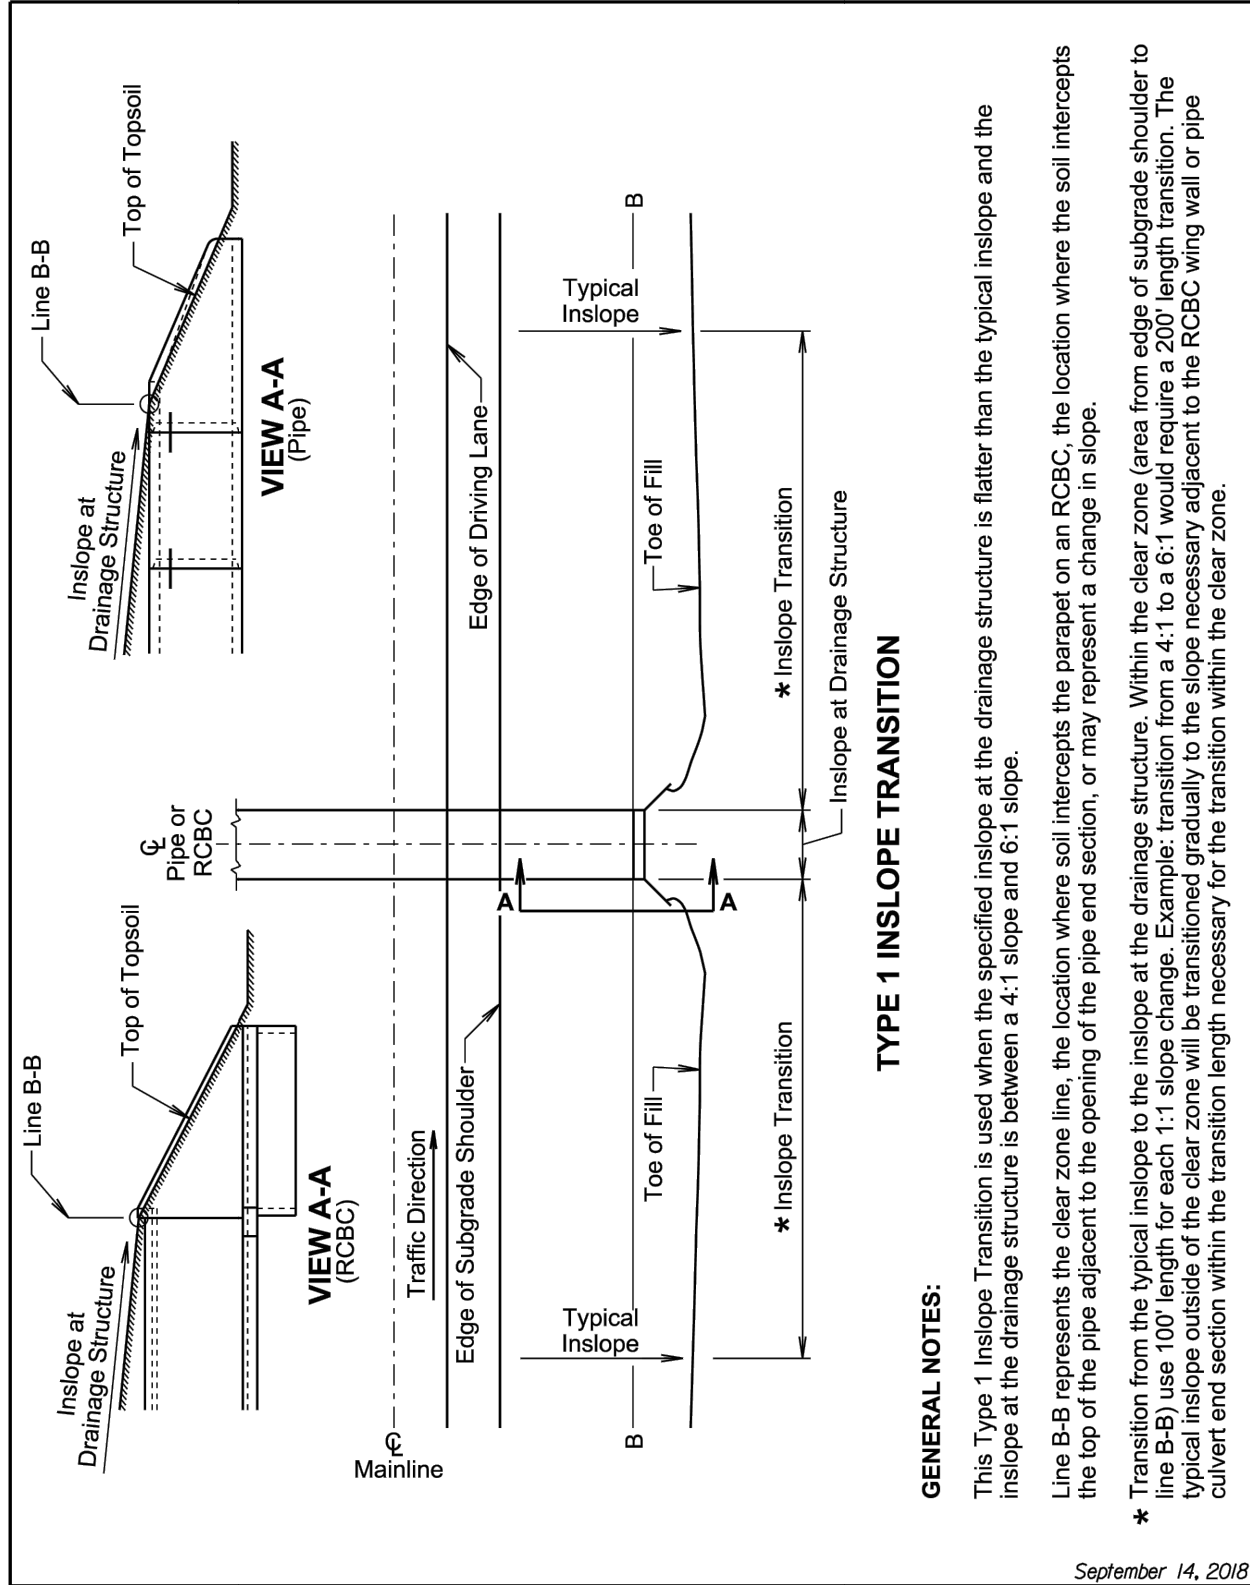 Line B-B
Top of Topsoil
Inslope at
Drainage Structure
VIEW A-A
(RCBC)
Line B-B
Top of Topsoil
Inslope at
Drainage Structure
VIEW A-A
(Pipe)
℄
Pipe or
RCBC
℄
Mainline
Traffic Direction
Edge of Subgrade Shoulder
Edge of Driving Lane
A
A
B
B
Typical
Inslope
Typical
Inslope
Toe of Fill
Toe of Fill
* Inslope Transition
* Inslope Transition
Inslope at Drainage Structure
TYPE 1 INSLOPE TRANSITION
GENERAL NOTES:
This Type 1 Inslope Transition is used when the specified inslope at the drainage structure is flatter than the typical inslope and the
inslope at the drainage structure is between a 4:1 slope and 6:1 slope.
Line B-B represents the clear zone line, the location where soil intercepts the parapet on an RCBC, the location where the soil intercepts
the top of the pipe adjacent to the opening of the pipe end section, or may represent a change in slope.
* Transition from the typical inslope to the inslope at the drainage structure. Within the clear zone (area from edge of subgrade shoulder to
line B-B) use 100' length for each 1:1 slope change. Example: transition from a 4:1 to a 6:1 would require a 200' length transition. The
typical inslope outside of the clear zone will be transitioned gradually to the slope necessary adjacent to the RCBC wing wall or pipe
culvert end section within the transition length necessary for the transition within the clear zone.
September 14, 2018